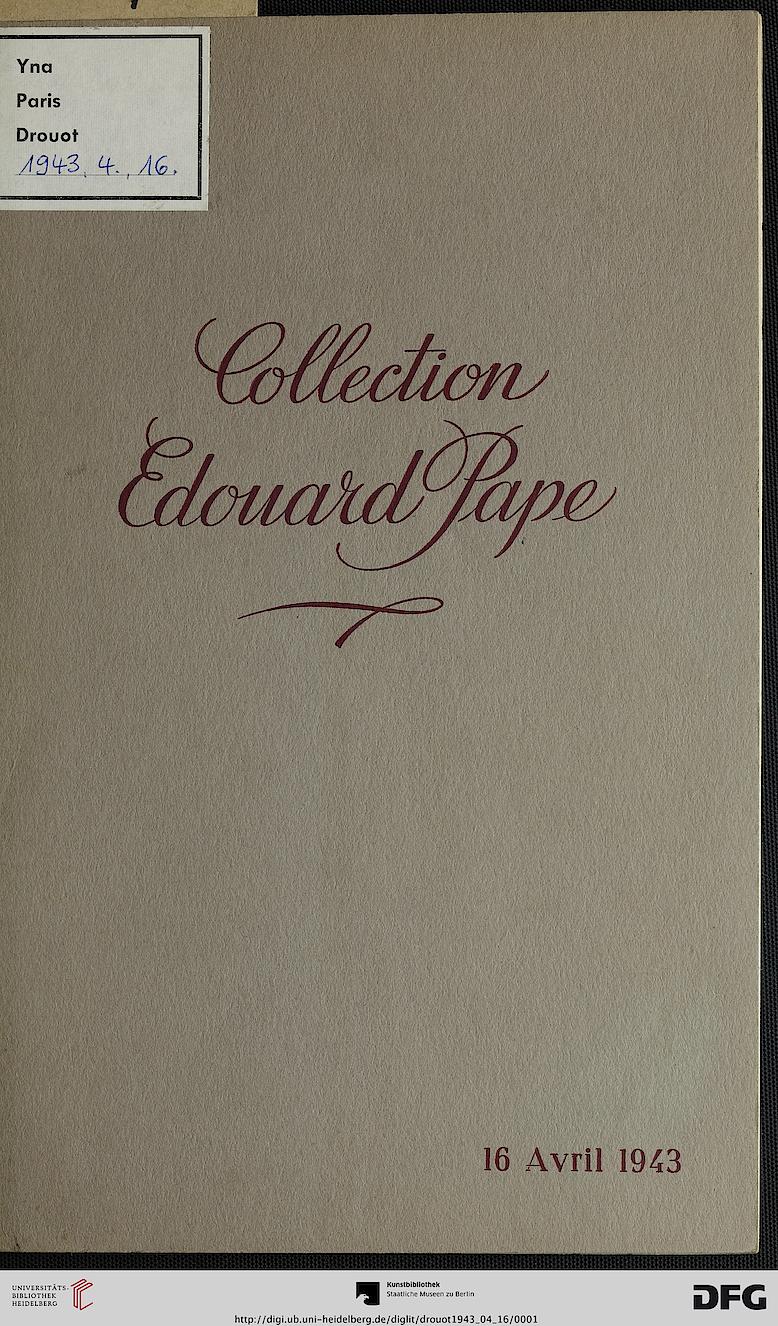 Yna
Paris
Drouot
1943. 4., 16.
Collection
Edouard Pape
16 Avril 1943
UNIVERSITÄTS-
BIBLIOTHEK
HEIDELBERG
Kunstbibliothek
Staatliche Museen zu Berlin
DFG
http://digi.ub.uni-heidelberg.de/diglit/drouot1943_04_16/0001